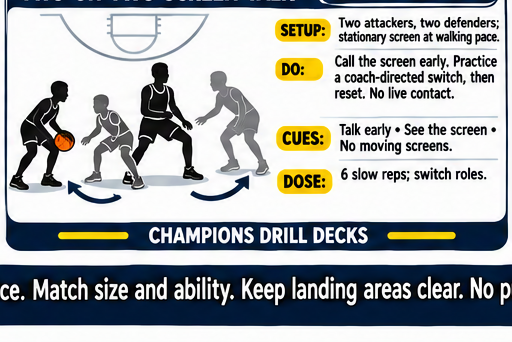 SETUP: Two attackers, two defenders;
stationary screen at walking pace.
DO: Call the screen early. Practice
a coach-directed switch, then
reset. No live contact.
CUES: Talk early • See the screen •
No moving screens.
DOSE: 6 slow reps; switch roles.
CHAMPIONS DRILL DECKS
ce. Match size and ability. Keep landing areas clear. No